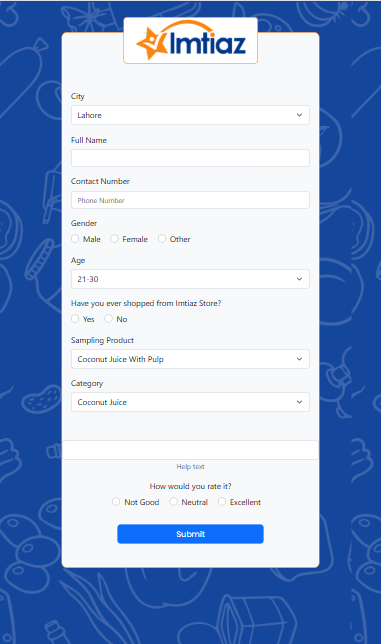 Imtiaz
City
Lahore
Full Name
Contact Number
Phone Number
Gender
Male Female Other
Age
21-30
Have you ever shopped from Imtiaz Store?
Yes No
Sampling Product
Coconut Juice With Pulp
Category
Coconut Juice
Help text
How would you rate it?
Not Good Neutral Excellent
Submit